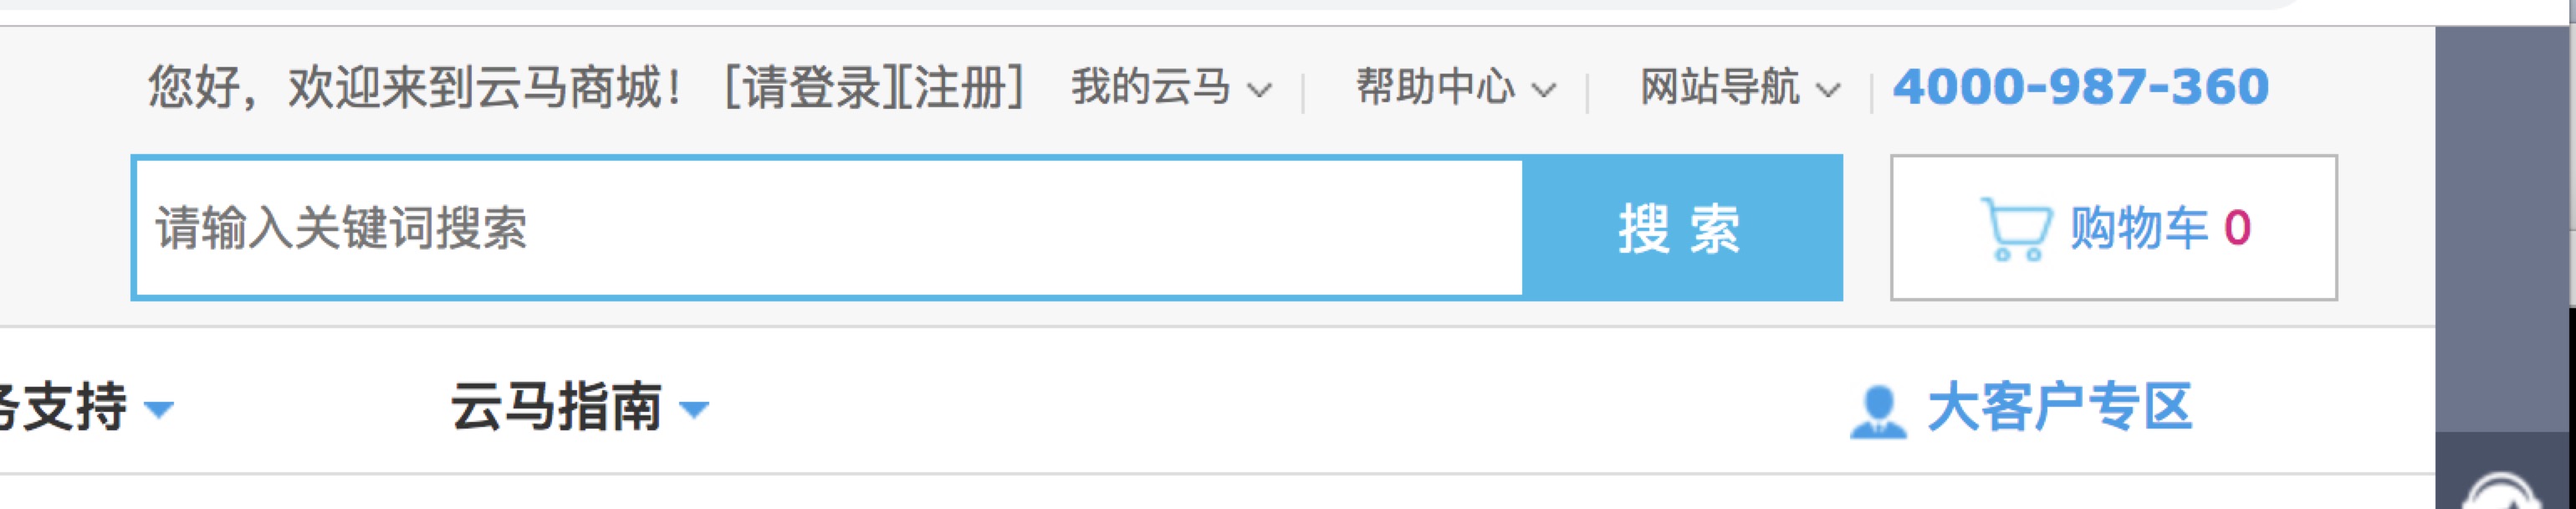 您好，欢迎来到云马商城！ [请登录][注册] 我的云马 帮助中心 网站导航 4000-987-360
请输入关键词搜索 搜 索 购物车 0
务支持 云马指南 大客户专区